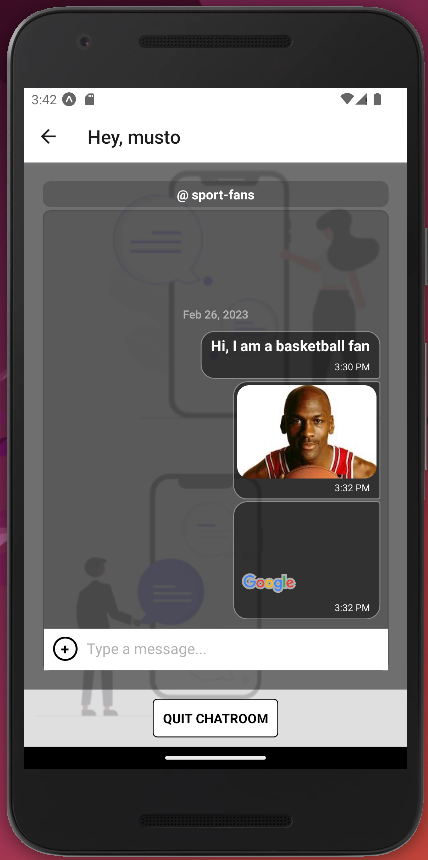 3:42
Hey, musto
@ sport-fans
Feb 26, 2023
Hi, I am a basketball fan
3:30 PM
3:32 PM
Google
3:32 PM
Type a message...
QUIT CHATROOM